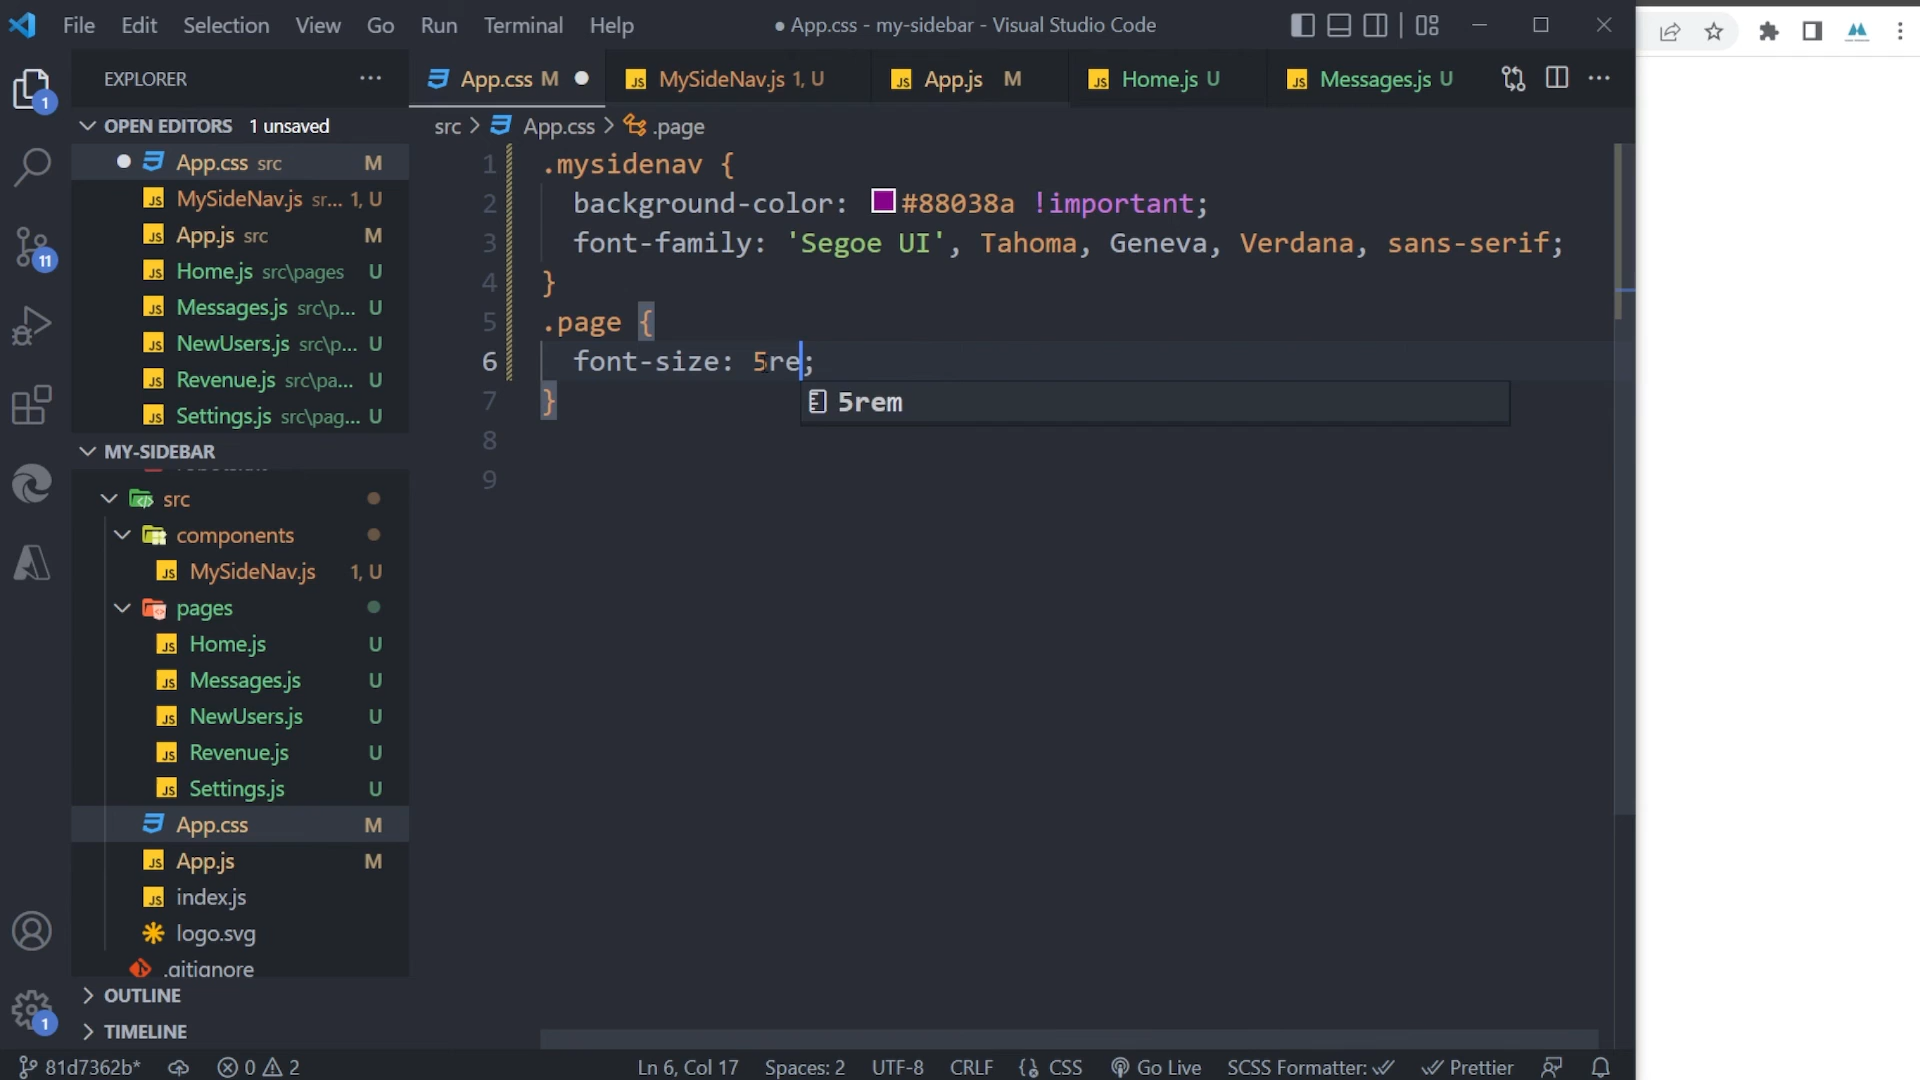 File Edit Selection View Go Run Terminal Help
● App.css - my-sidebar - Visual Studio Code
EXPLORER
App.css M
MySideNav.js 1, U
App.js M
Home.js U
Messages.js U
OPEN EDITORS 1 unsaved
src > App.css > .page
App.css src M
MySideNav.js sr... 1, U
App.js src M
Home.js src\pages U
Messages.js src\p... U
NewUsers.js src\p... U
Revenue.js src\pa... U
Settings.js src\pag... U
1 .mysidenav {
2 background-color: #88038a !important;
3 font-family: 'Segoe UI', Tahoma, Geneva, Verdana, sans-serif;
4 }
5 .page {
6 font-size: 5re;
7 }
5rem
8
9
MY-SIDEBAR
src
components
MySideNav.js 1, U
pages
Home.js U
Messages.js U
NewUsers.js U
Revenue.js U
Settings.js U
App.css M
App.js M
index.js
logo.svg
.gitignore
OUTLINE
TIMELINE
1
11
1
81d7362b* 0 2 Ln 6, Col 17 Spaces: 2 UTF-8 CRLF CSS Go Live SCSS Formatter: Prettier